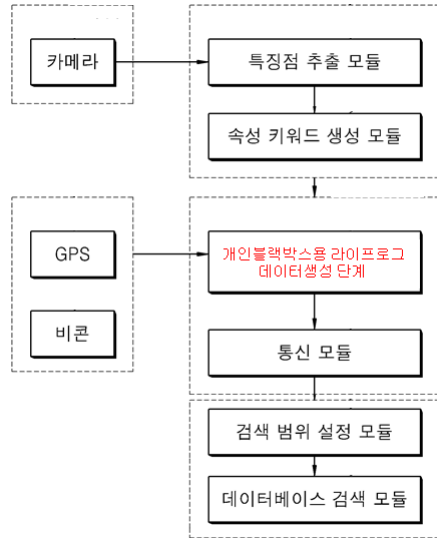 카메라
특징점 추출 모듈
속성 키워드 생성 모듈
GPS
개인블랙박스용 라이프로그
데이터생성 단계
비콘
통신 모듈
검색 범위 설정 모듈
데이터베이스 검색 모듈